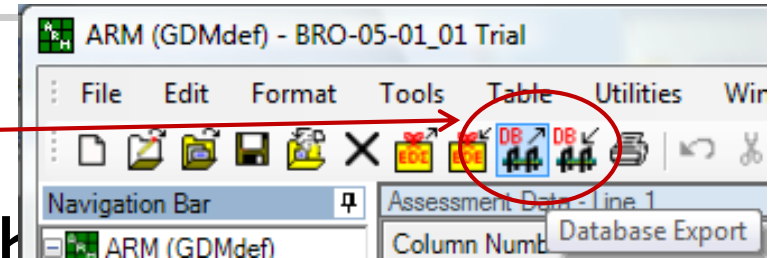 ARM (GDMdef) - BRO-05-01_01 Trial
File Edit Format Tools Table Utilities Win
EDE EDE DB DB
Navigation Bar Assessment Data - Line 1
ARM (GDMdef) Column Numb
Database Export